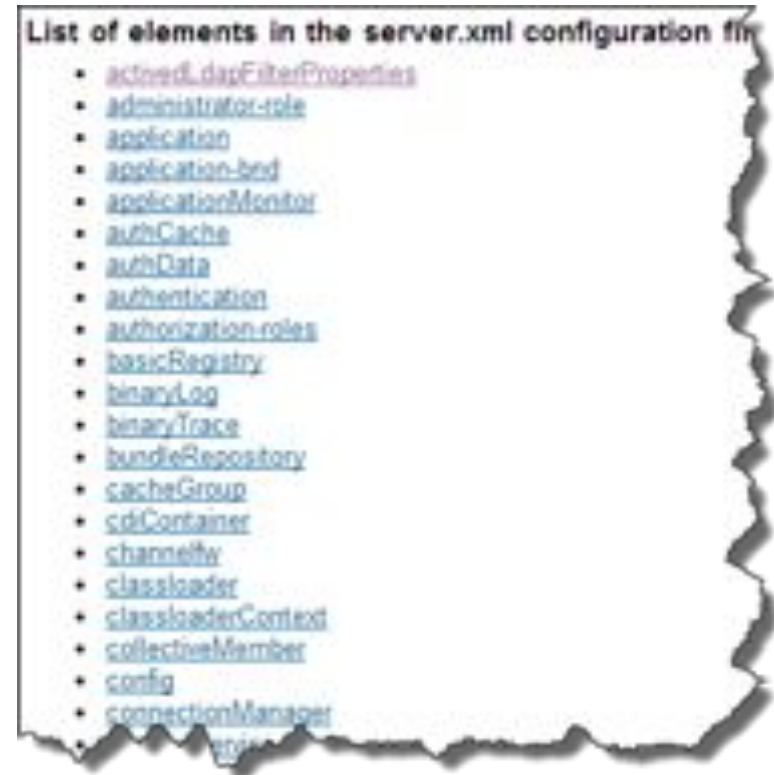 List of elements in the server.xml configuration
activedLdapFilterProperties
administrator-role
application
application-bnd
applicationMonitor
authCache
authData
authentication
authorization-roles
basicRegistry
binaryLog
binaryTrace
bundleRepository
cacheGroup
cdiContainer
channelfw
classloader
classloaderContext
collectiveMember
config
connectionManager